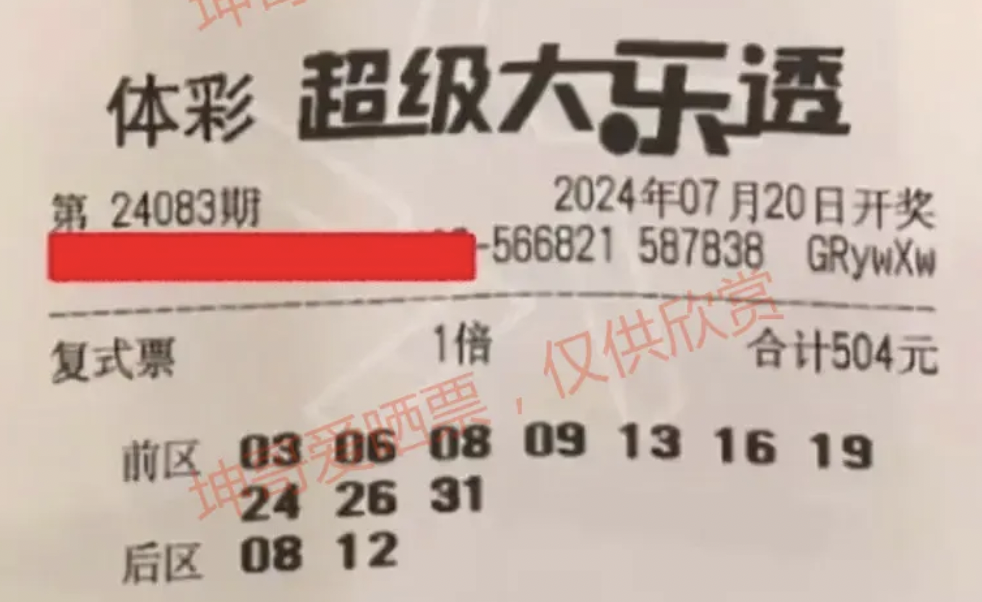 坤哥
体彩 超级大乐透
第 24083期 2024年07月20日开奖
-566821 587838 GRywXw
复式票 1倍 合计504元
坤哥爱晒票，仅供欣赏
前区 03 06 08 09 13 16 19
24 26 31
后区 08 12